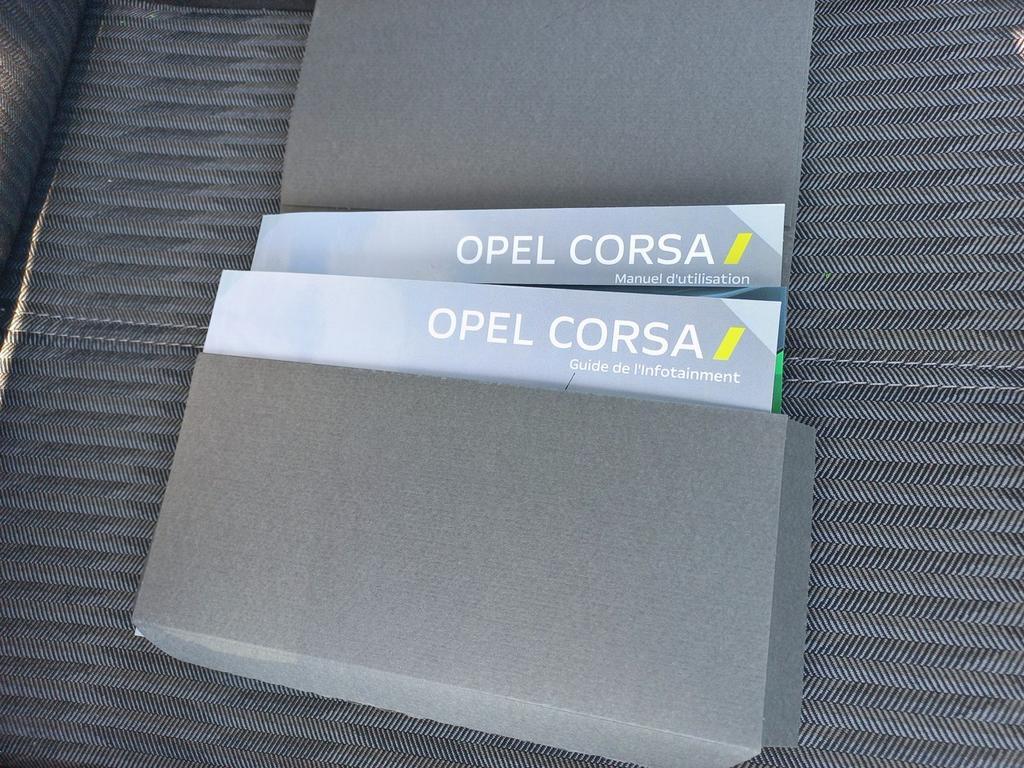 OPEL CORSA
Manuel d'utilisation
OPEL CORSA
Guide de l'Infotainment